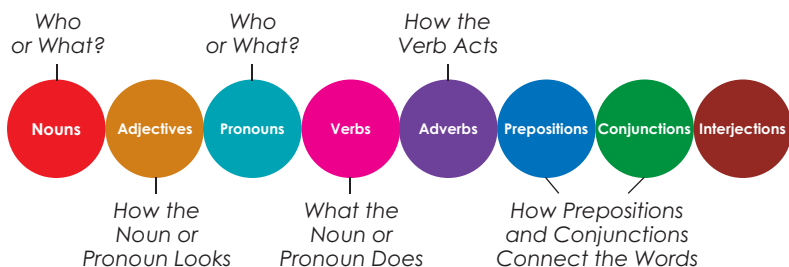 Who
or What?
Who
or What?
How the
Verb Acts
Nouns
Adjectives
Pronouns
Verbs
Adverbs
Prepositions
Conjunctions
Interjections
How the
Noun or
Pronoun Looks
What the
Noun or
Pronoun Does
How Prepositions
and Conjunctions
Connect the Words